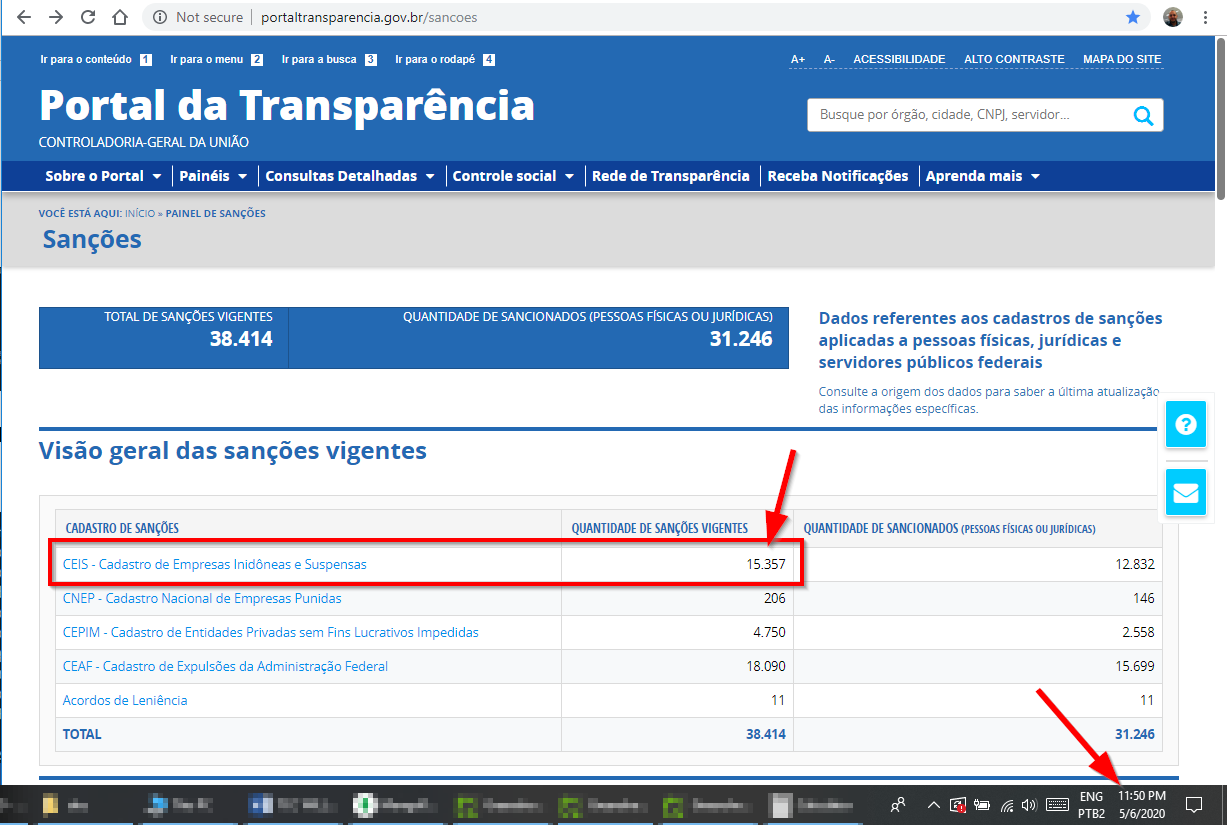 Not secure | portaltransparencia.gov.br/sancoes
Ir para o conteúdo 1 Ir para o menu 2 Ir para a busca 3 Ir para o rodapé 4
A+ A- ACESSIBILIDADE ALTO CONTRASTE MAPA DO SITE
Portal da Transparência
CONTROLADORIA-GERAL DA UNIÃO
Busque por órgão, cidade, CNPJ, servidor...
Sobre o Portal Painéis Consultas Detalhadas Controle social Rede de Transparência Receba Notificações Aprenda mais
VOCÊ ESTÁ AQUI: INÍCIO » PAINEL DE SANÇÕES
Sanções
TOTAL DE SANÇÕES VIGENTES
38.414
QUANTIDADE DE SANCIONADOS (PESSOAS FÍSICAS OU JURÍDICAS)
31.246
Dados referentes aos cadastros de sanções
aplicadas a pessoas físicas, jurídicas e
servidores públicos federais
Consulte a origem dos dados para saber a última atualização
das informações específicas.
?
Visão geral das sanções vigentes
CADASTRO DE SANÇÕES QUANTIDADE DE SANÇÕES VIGENTES QUANTIDADE DE SANCIONADOS (PESSOAS FÍSICAS OU JURÍDICAS)
CEIS - Cadastro de Empresas Inidôneas e Suspensas 15.357 12.832
CNEP - Cadastro Nacional de Empresas Punidas 206 146
CEPIM - Cadastro de Entidades Privadas sem Fins Lucrativos Impedidas 4.750 2.558
CEAF - Cadastro de Expulsões da Administração Federal 18.090 15.699
Acordos de Leniência 11 11
TOTAL 38.414 31.246
ENG 11:50 PM
PTB2 5/6/2020